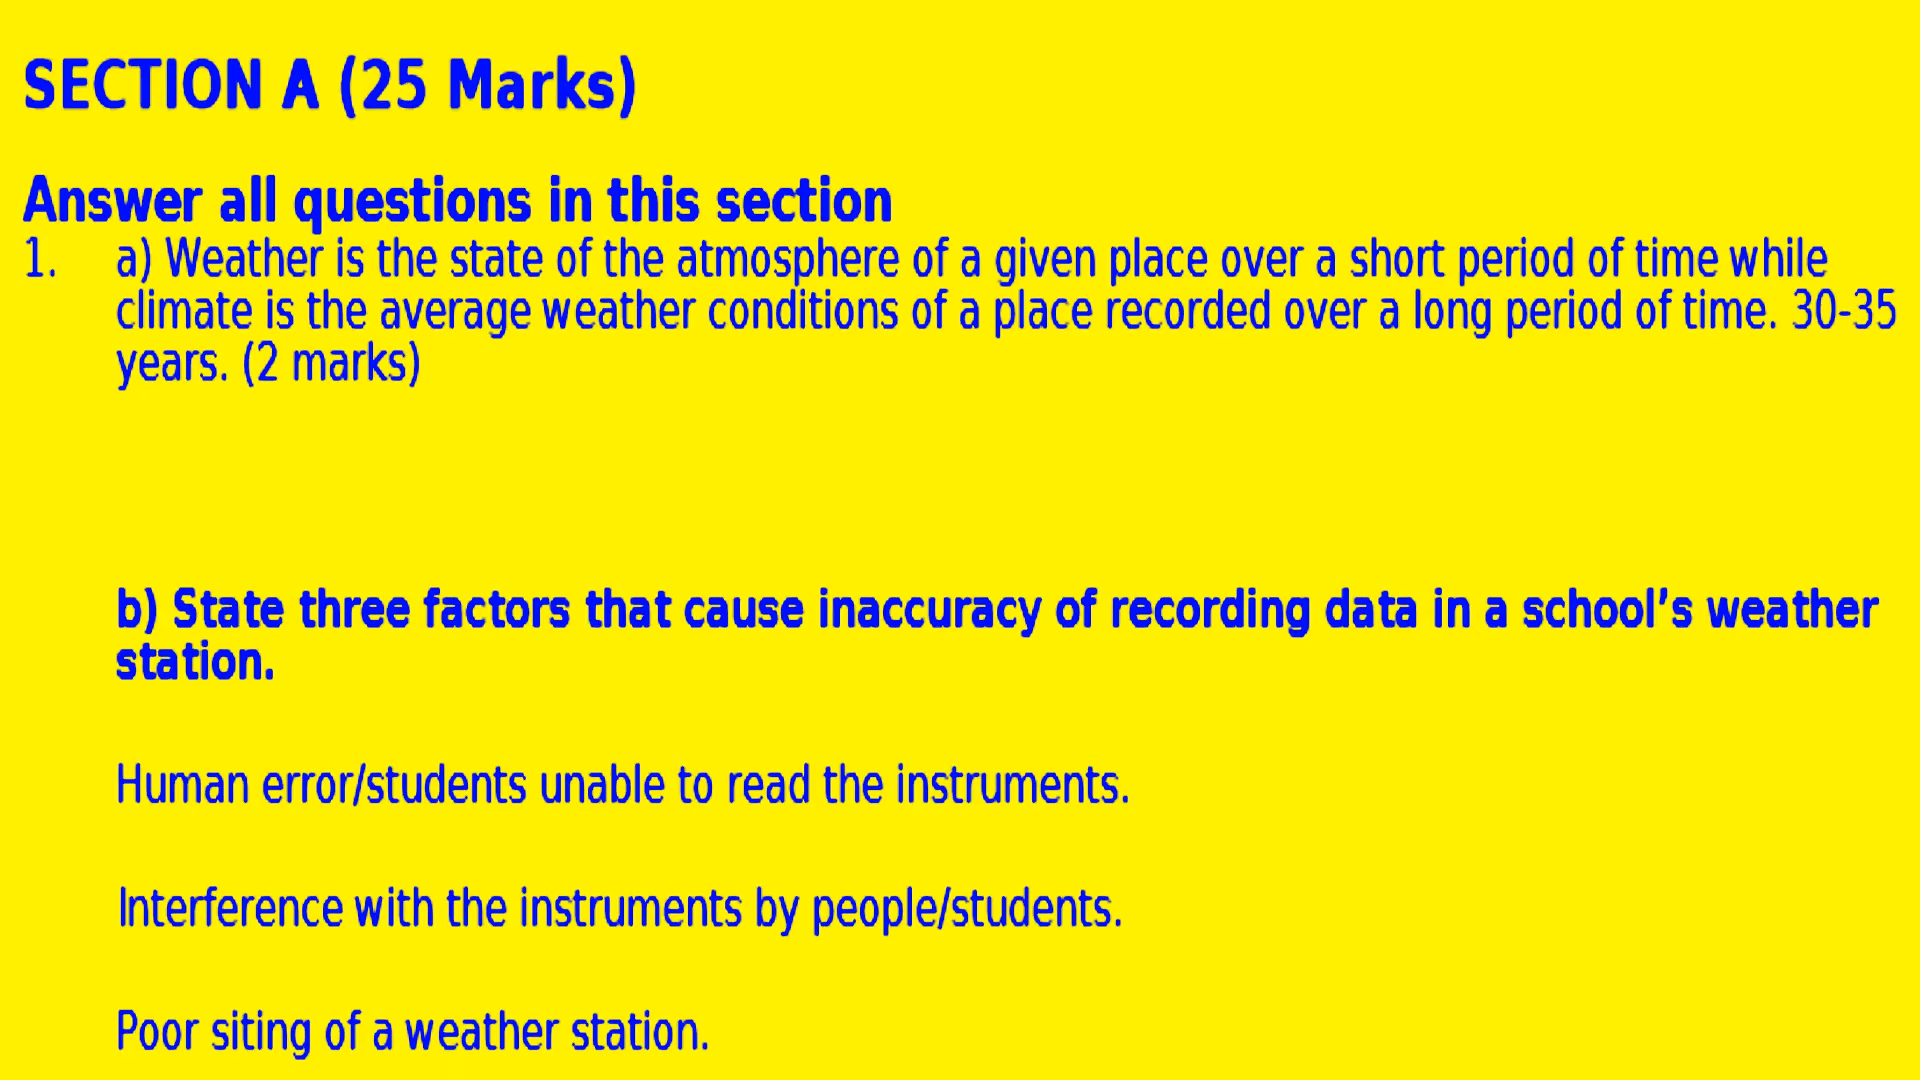 SECTION A (25 Marks)
Answer all questions in this section
1. a) Weather is the state of the atmosphere of a given place over a short period of time while
climate is the average weather conditions of a place recorded over a long period of time. 30-35
years. (2 marks)
b) State three factors that cause inaccuracy of recording data in a school’s weather
station.
Human error/students unable to read the instruments.
Interference with the instruments by people/students.
Poor siting of a weather station.